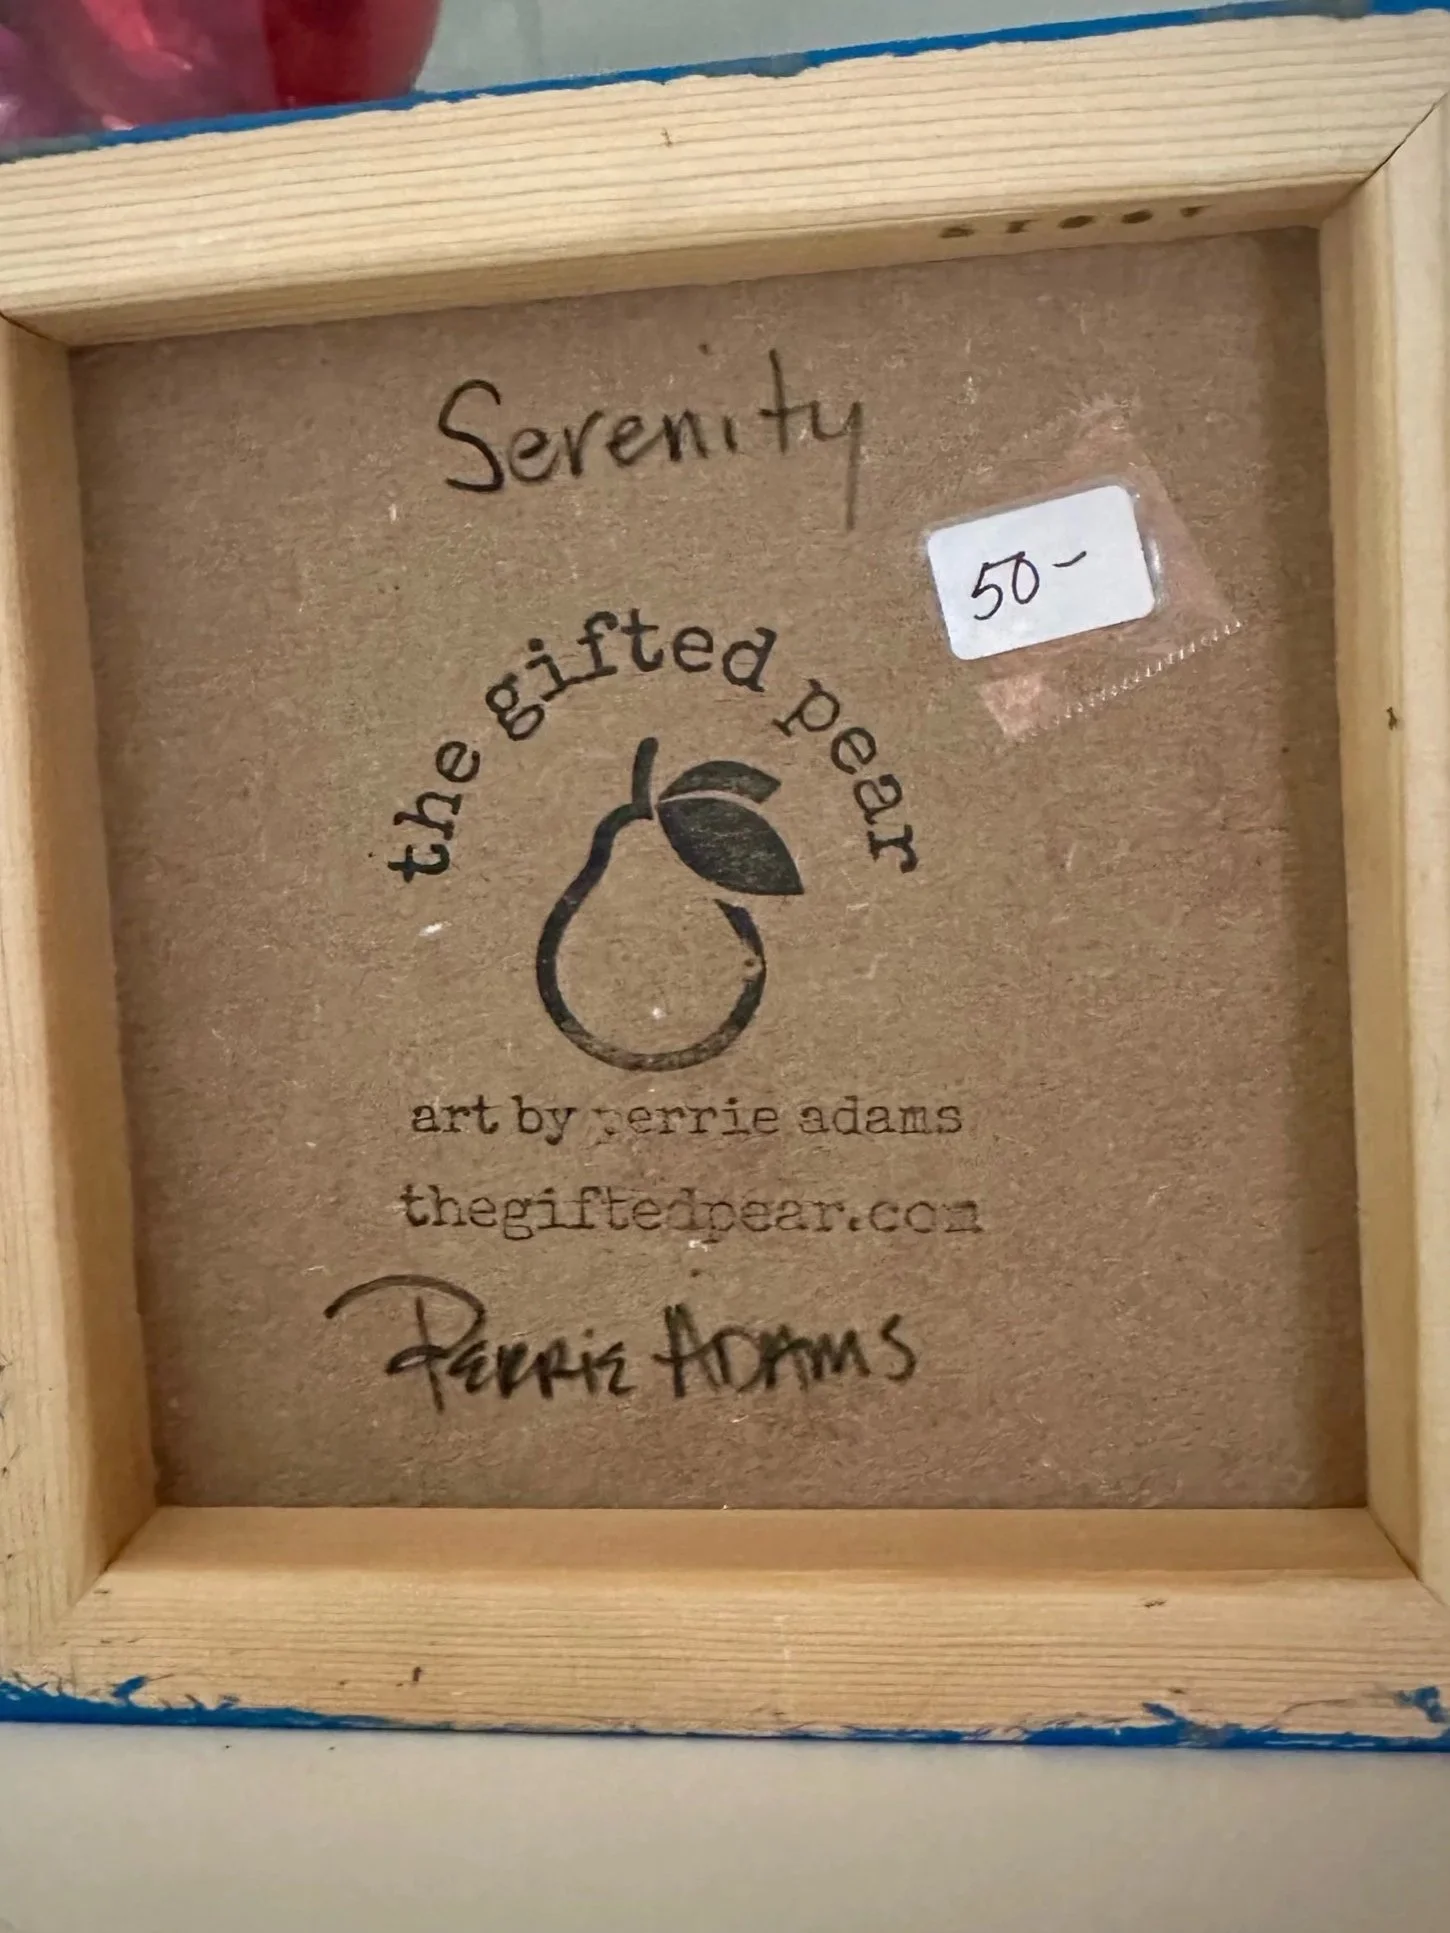 Serenity
50-
the gifted pear
art by perrie adams
thegiftedpear.com
PERRIE ADAMS